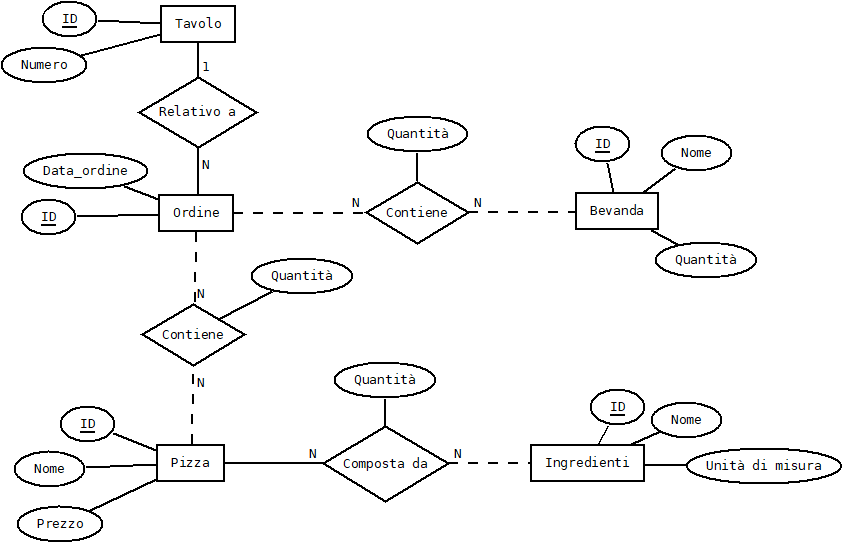 ID
Tavolo
Numero
1
Relativo a
N
Data_ordine
ID
Ordine
N
Quantità
Contiene
N
ID
Nome
Bevanda
Quantità
N
Quantità
Contiene
N
ID
Nome
Pizza
Prezzo
N
Quantità
Composta da
N
ID
Nome
Ingredienti
Unità di misura